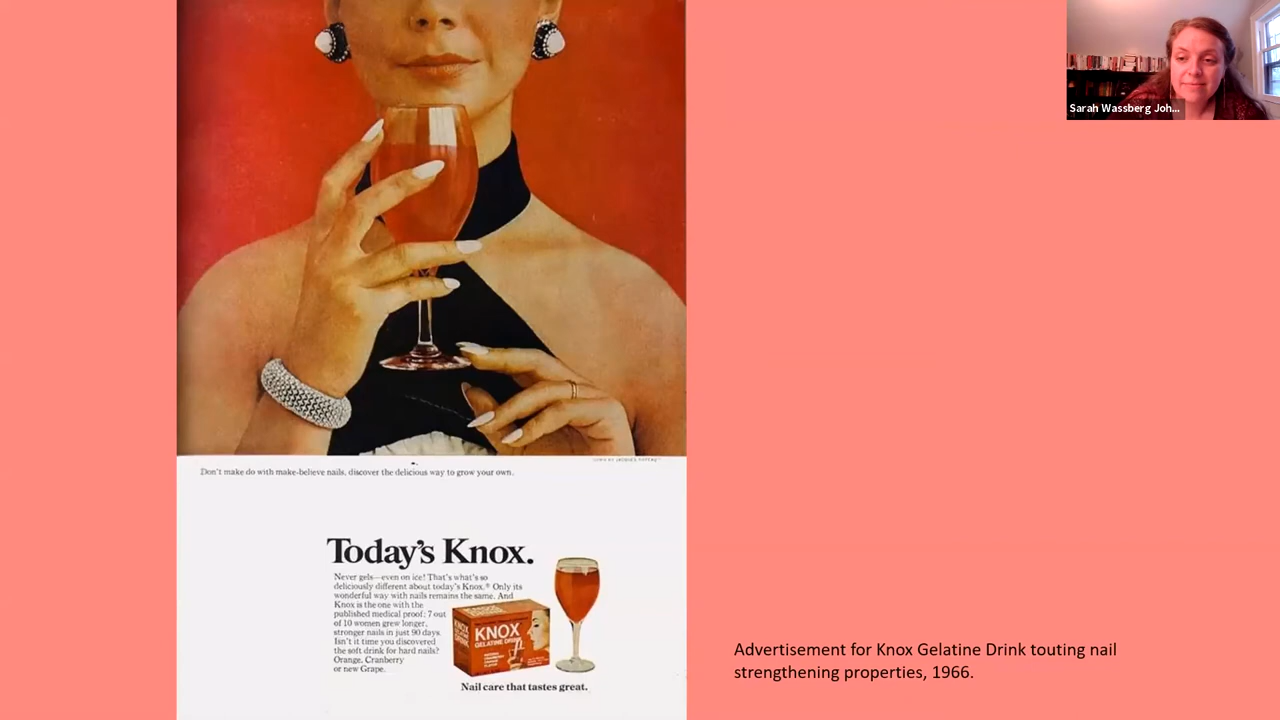 Sarah Wassberg Joh...
Don't make do with make-believe nails, discover the delicious way to grow your own.
Today's Knox.
Never gels—even on ice! That's what's so
deliciously different about today's Knox.® Only its
wonderful way with nails remains the same. And
Knox is the one with the
published medical proof: 7 out
of 10 women grew longer,
stronger nails in just 90 days.
Isn't it time you discovered
the soft drink for hard nails?
Orange, Cranberry
or new Grape.
KNOX
GELATINE DRINK
Nail care that tastes great.
Advertisement for Knox Gelatine Drink touting nail
strengthening properties, 1966.